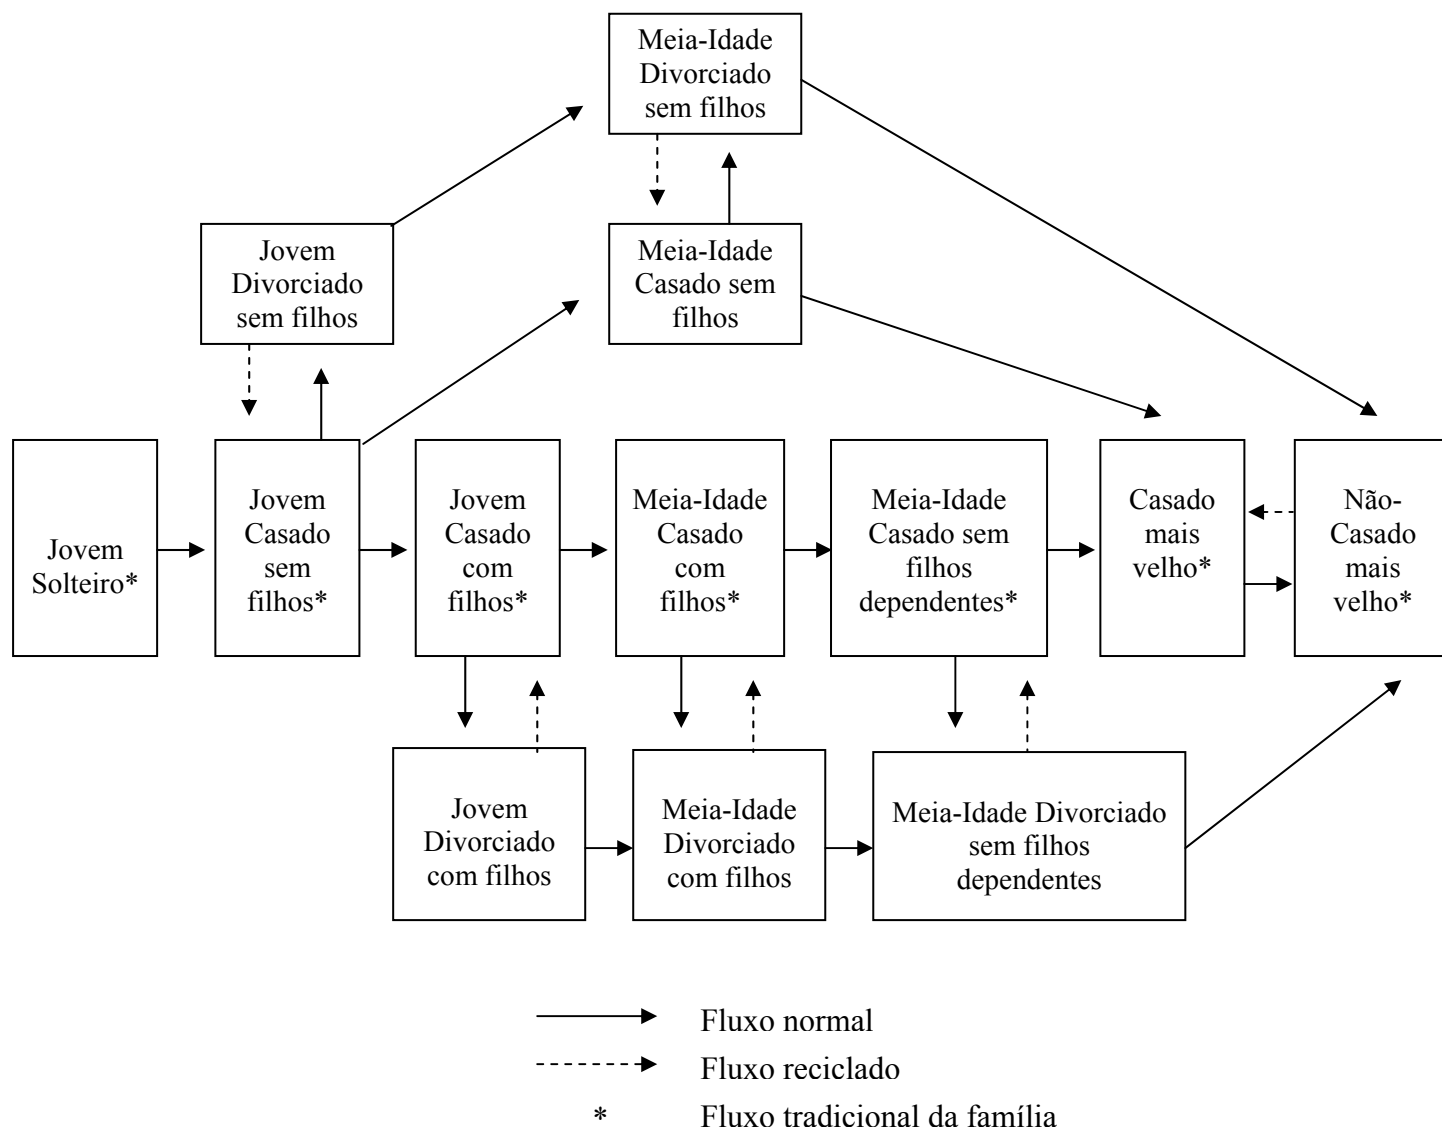 Meia-Idade
Divorciado
sem filhos
Jovem
Divorciado
sem filhos
Meia-Idade
Casado sem
filhos
Jovem
Solteiro*
Jovem
Casado
sem
filhos*
Jovem
Casado
com
filhos*
Meia-Idade
Casado
com
filhos*
Meia-Idade
Casado sem
filhos
dependentes*
Casado
mais
velho*
Não-
Casado
mais
velho*
Jovem
Divorciado
com filhos
Meia-Idade
Divorciado
com filhos
Meia-Idade Divorciado
sem filhos
dependentes
Fluxo normal
Fluxo reciclado
* Fluxo tradicional da família